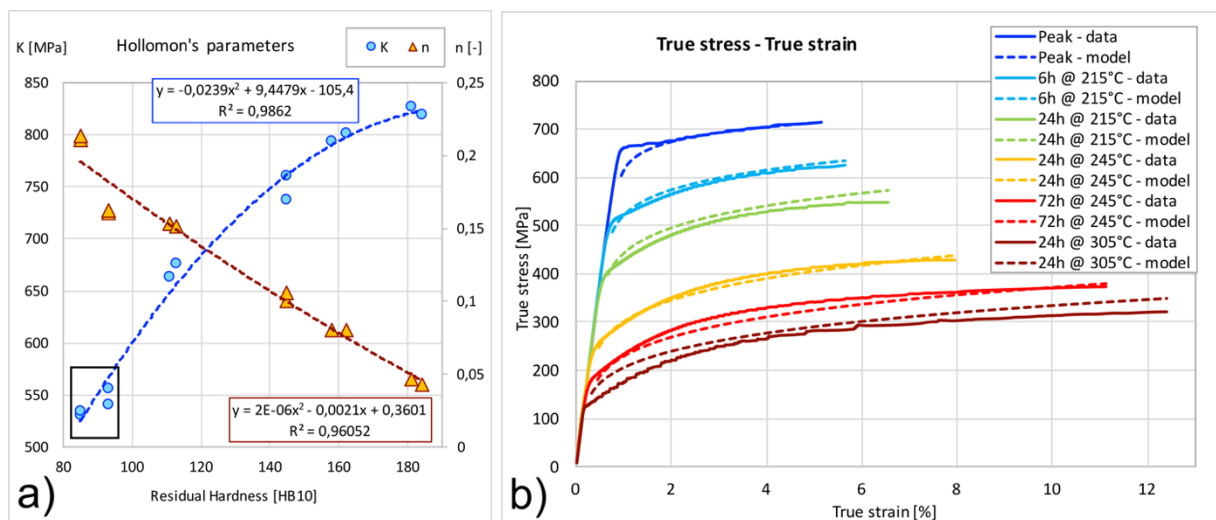 K [MPa]
Hollomon's parameters
K
n
n [-]
850
800
750
700
650
600
550
500
0,25
0,2
0,15
0,1
0,05
0
y = -0,0239x² + 9,4479x - 105,4
R² = 0,9862
y = 2E-06x² - 0,0021x + 0,3601
R² = 0,96052
80
100
120
140
160
180
Residual Hardness [HB10]
a)
True stress - True strain
Peak - data
Peak - model
6h @ 215°C - data
6h @ 215°C - model
24h @ 215°C - data
24h @ 215°C - model
24h @ 245°C - data
24h @ 245°C - model
72h @ 245°C - data
72h @ 245°C - model
24h @ 305°C - data
24h @ 305°C - model
True stress [MPa]
800
700
600
500
400
300
200
100
0
0
2
4
6
8
10
12
True strain [%]
b)